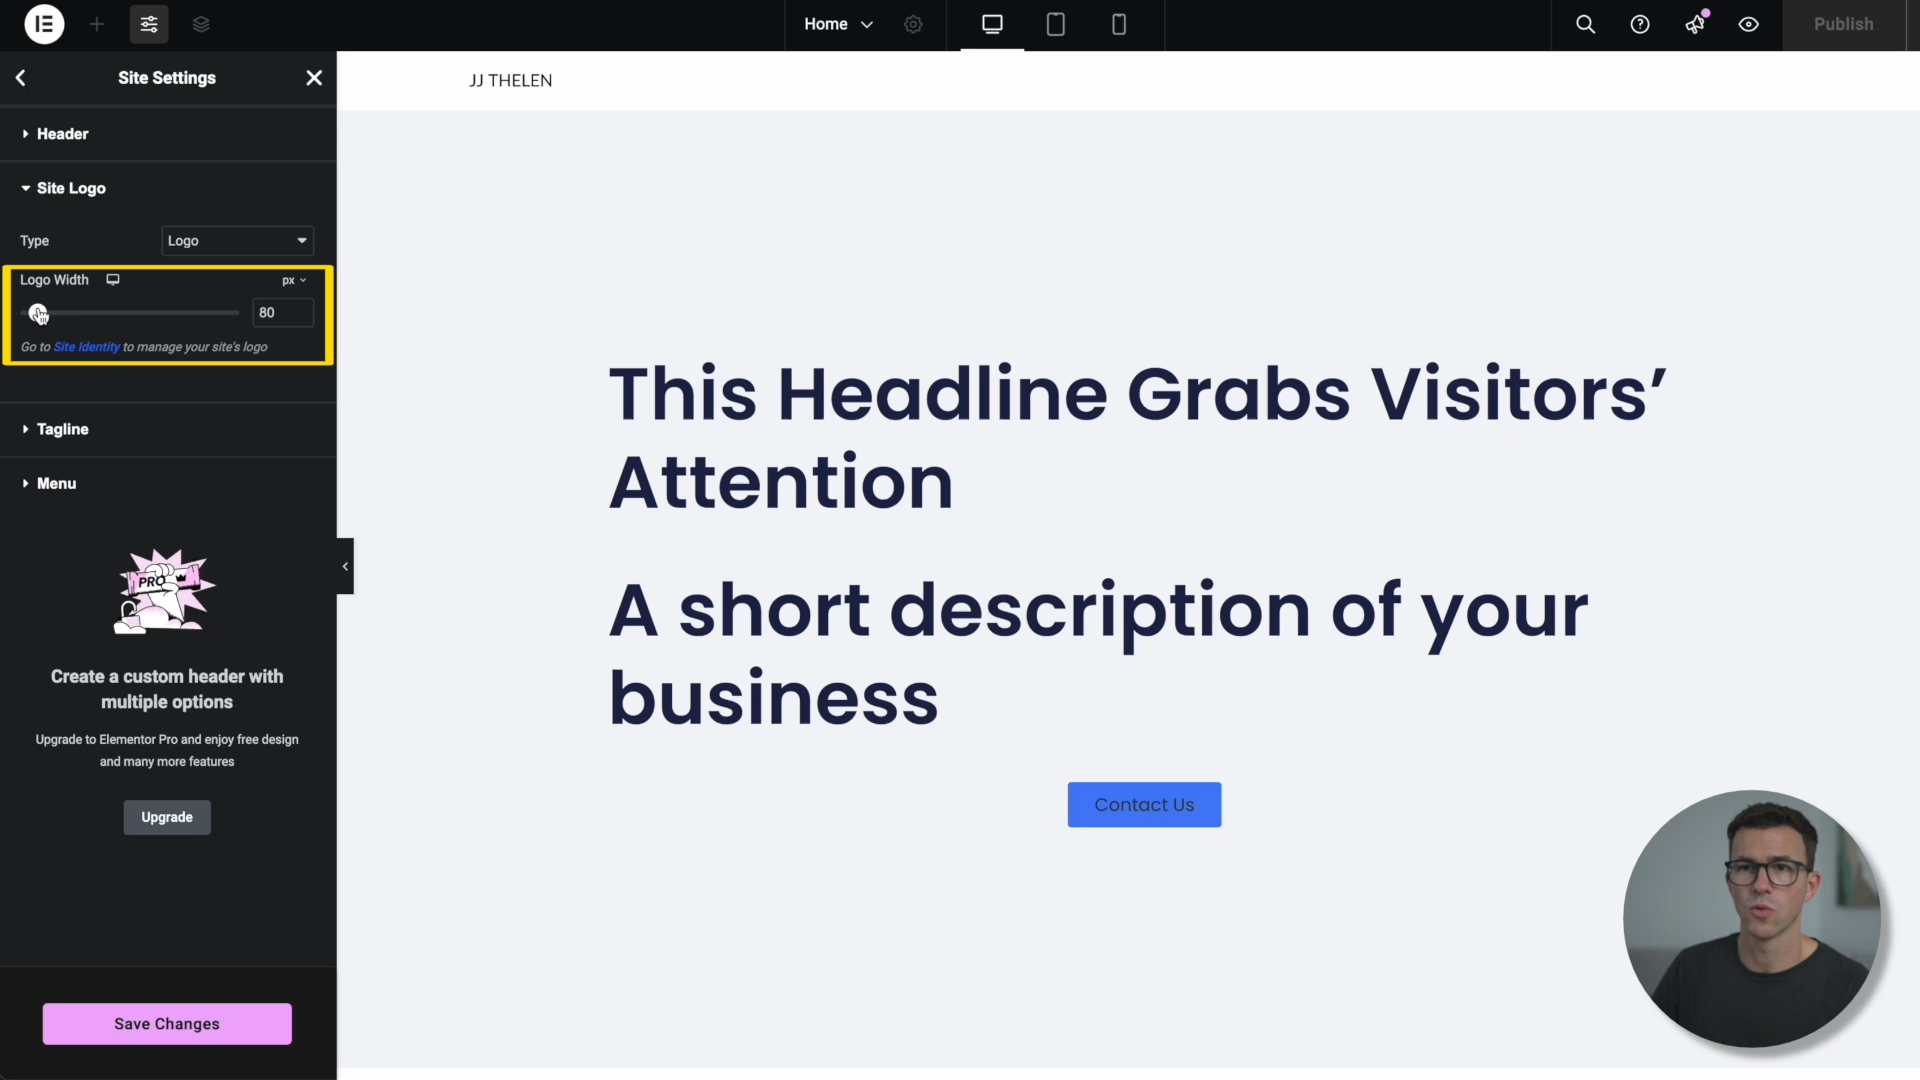 Home
Publish
Site Settings
JJ THELEN
Header
Site Logo
Type
Logo
Logo Width
px
80
Go to Site Identity to manage your site's logo
Tagline
Menu
PRO
Create a custom header with
multiple options
Upgrade to Elementor Pro and enjoy free design
and many more features
Upgrade
Save Changes
This Headline Grabs Visitors’
Attention
A short description of your
business
Contact Us